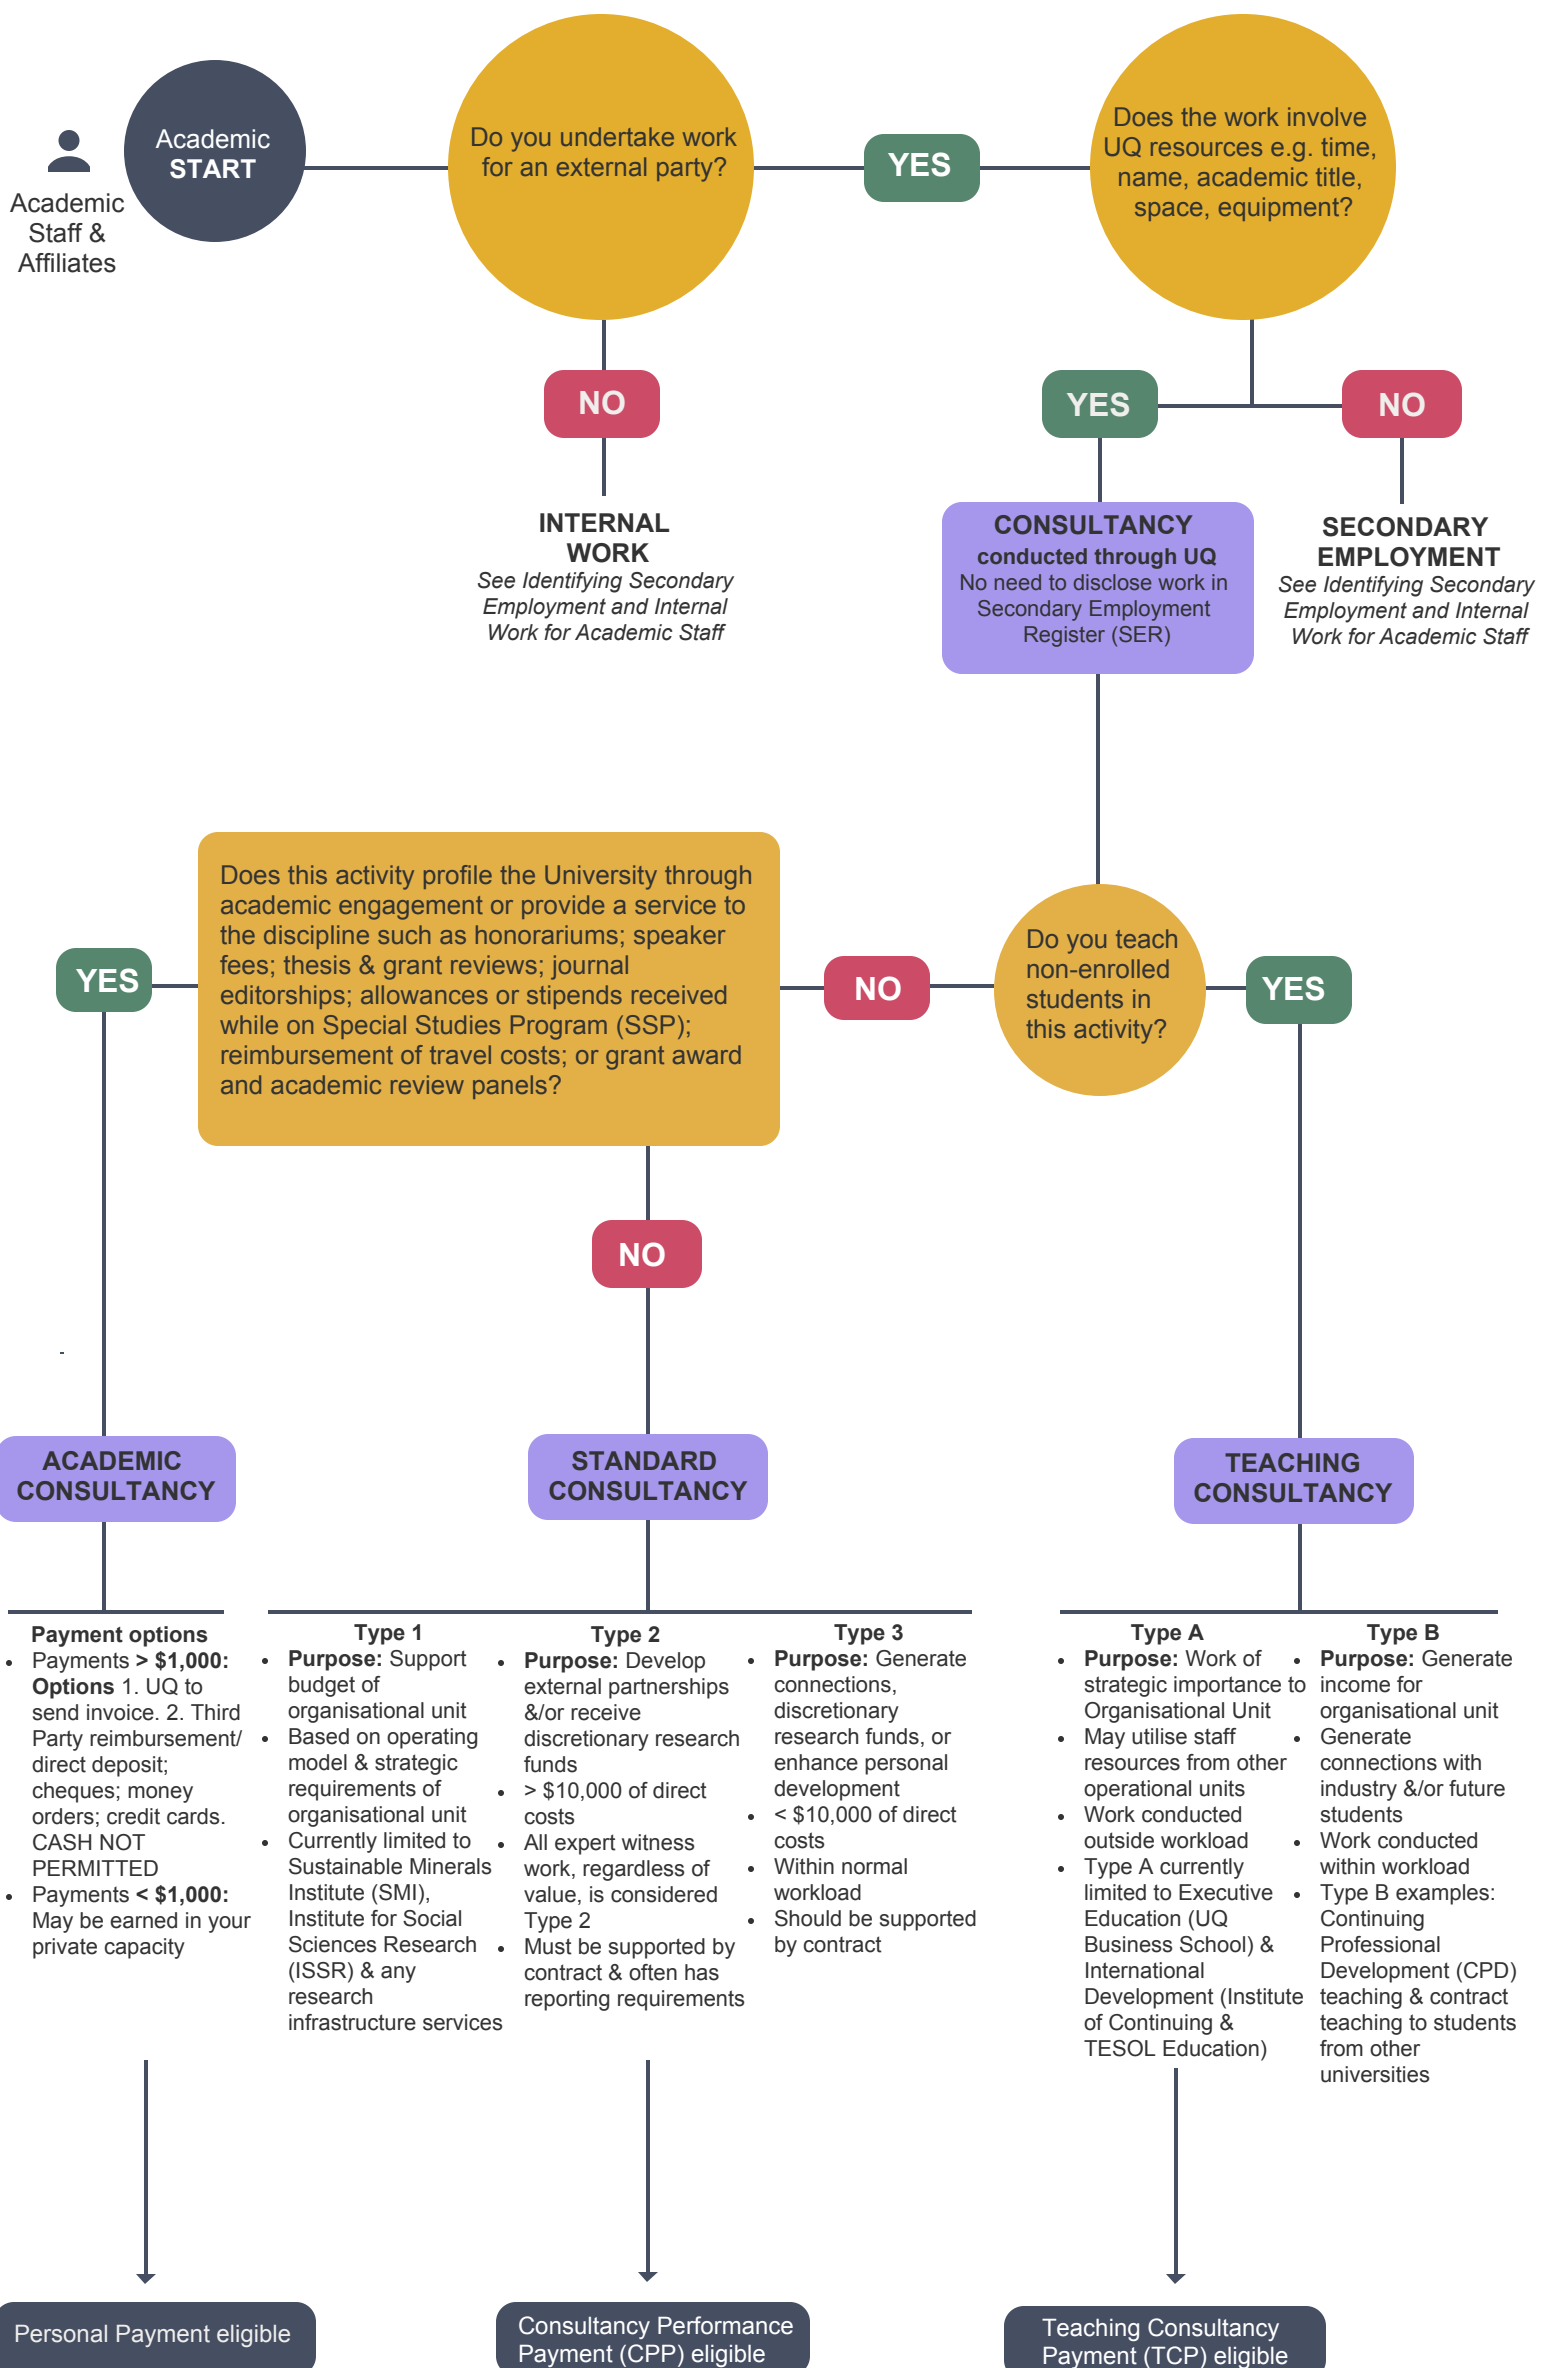 Academic
START
Academic
Staff &
Affiliates
Do you undertake work
for an external party?
YES
Does the work involve
UQ resources e.g. time,
name, academic title,
space, equipment?
NO
INTERNAL
WORK
See Identifying Secondary
Employment and Internal
Work for Academic Staff
YES
NO
CONSULTANCY
conducted through UQ
No need to disclose work in
Secondary Employment
Register (SER)
SECONDARY
EMPLOYMENT
See Identifying Secondary
Employment and Internal
Work for Academic Staff
Do you teach
non-enrolled
students in
this activity?
NO
YES
Does this activity profile the University through
academic engagement or provide a service to
the discipline such as honorariums; speaker
fees; thesis & grant reviews; journal
editorships; allowances or stipends received
while on Special Studies Program (SSP);
reimbursement of travel costs; or grant award
and academic review panels?
YES
NO
-
ACADEMIC
CONSULTANCY
STANDARD
CONSULTANCY
TEACHING
CONSULTANCY
Payment options
• Payments > $1,000:
Options 1. UQ to
send invoice. 2. Third
Party reimbursement/
direct deposit;
cheques; money
orders; credit cards.
CASH NOT
PERMITTED
• Payments < $1,000:
May be earned in your
private capacity
Type 1
• Purpose: Support
budget of
organisational unit
• Based on operating
model & strategic
requirements of
organisational unit
• Currently limited to
Sustainable Minerals
Institute (SMI),
Institute for Social
Sciences Research
(ISSR) & any
research
infrastructure services
Type 2
• Purpose: Develop
external partnerships
&/or receive
discretionary research
funds
• > $10,000 of direct
costs
• All expert witness
work, regardless of
value, is considered
Type 2
• Must be supported by
contract & often has
reporting requirements
Type 3
• Purpose: Generate
connections,
discretionary
research funds, or
enhance personal
development
• < $10,000 of direct
costs
• Within normal
workload
• Should be supported
by contract
Type A
• Purpose: Work of
strategic importance to
Organisational Unit
• May utilise staff
resources from other
operational units
• Work conducted
outside workload
• Type A currently
limited to Executive
Education (UQ
Business School) &
International
Development (Institute
of Continuing &
TESOL Education)
Type B
• Purpose: Generate
income for
organisational unit
• Generate
connections with
industry &/or future
students
• Work conducted
within workload
• Type B examples:
Continuing
Professional
Development (CPD)
teaching & contract
teaching to students
from other
universities
Personal Payment eligible
Consultancy Performance
Payment (CPP) eligible
Teaching Consultancy
Payment (TCP) eligible